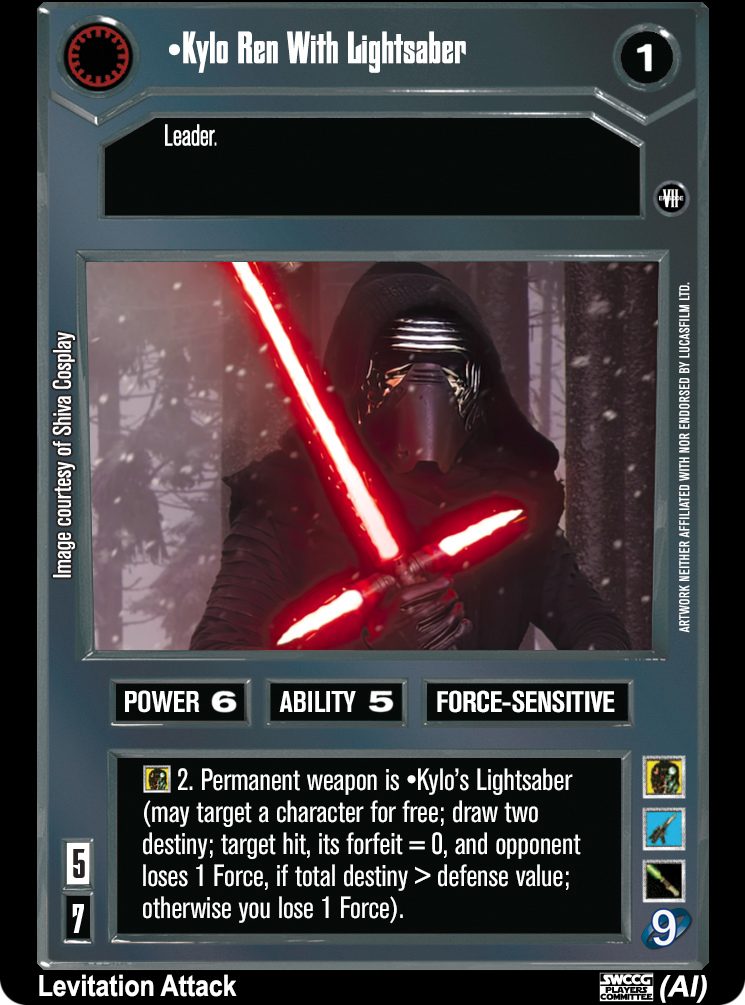 •Kylo Ren With Lightsaber
1
Leader.
EPISODE VII
Image courtesy of Shiva Cosplay
ARTWORK NEITHER AFFILIATED WITH NOR ENDORSED BY LUCASFILM LTD.
POWER 6
ABILITY 5
FORCE-SENSITIVE
2. Permanent weapon is •Kylo's Lightsaber
(may target a character for free; draw two
destiny; target hit, its forfeit = 0, and opponent
loses 1 Force, if total destiny > defense value;
otherwise you lose 1 Force).
5
7
9
Levitation Attack
SWCCG
PLAYERS
COMMITTEE
(AI)